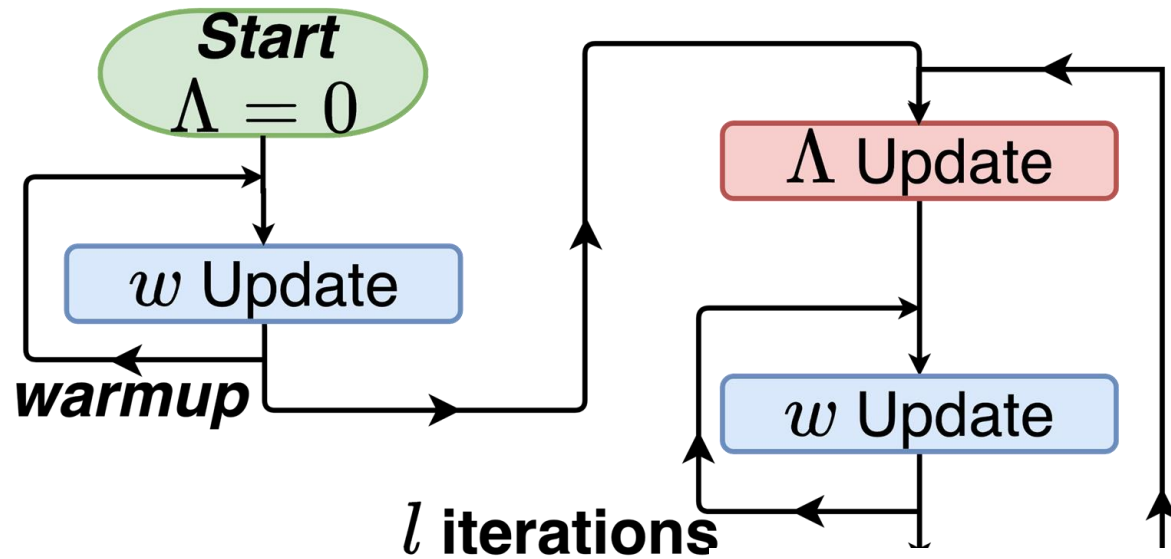 Start
Λ = 0
w Update
warmup
Λ Update
w Update
l iterations